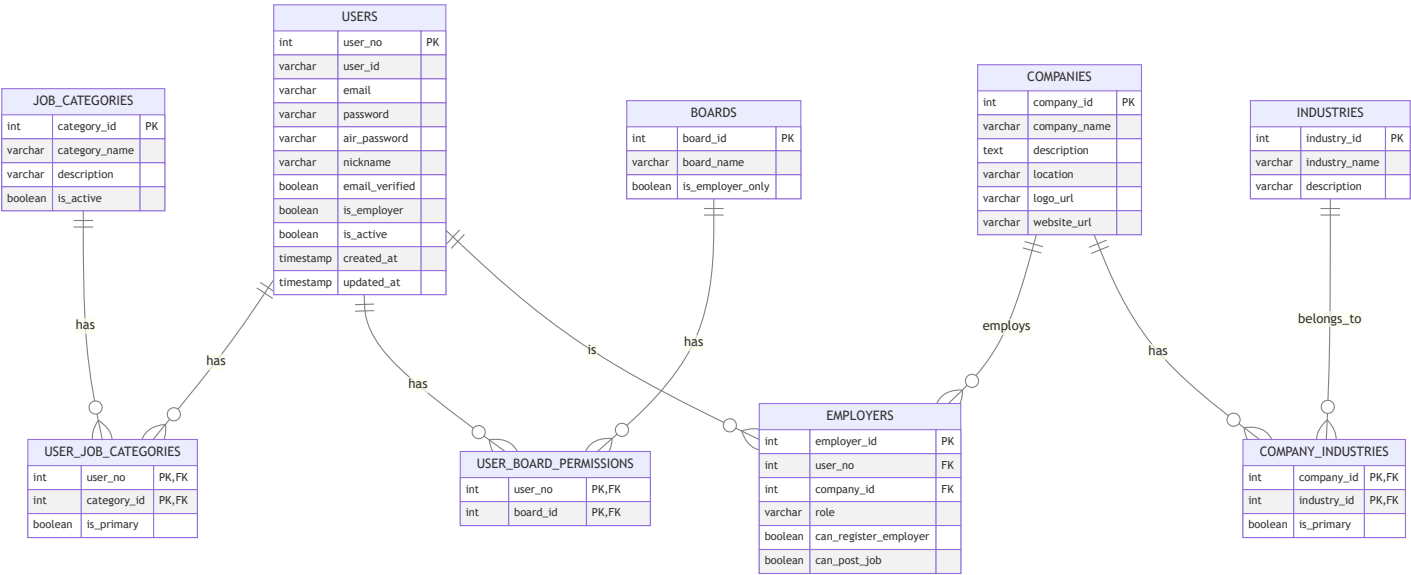 USERS
int user_no PK
varchar user_id
varchar email
varchar password
varchar air_password
varchar nickname
boolean email_verified
boolean is_employer
boolean is_active
timestamp created_at
timestamp updated_at
JOB_CATEGORIES
int category_id PK
varchar category_name
varchar description
boolean is_active
BOARDS
int board_id PK
varchar board_name
boolean is_employer_only
COMPANIES
int company_id PK
varchar company_name
text description
varchar location
varchar logo_url
varchar website_url
INDUSTRIES
int industry_id PK
varchar industry_name
varchar description
has
has
has
is
has
employs
has
belongs_to
USER_JOB_CATEGORIES
int user_no PK,FK
int category_id PK,FK
boolean is_primary
USER_BOARD_PERMISSIONS
int user_no PK,FK
int board_id PK,FK
EMPLOYERS
int employer_id PK
int user_no FK
int company_id FK
varchar role
boolean can_register_employer
boolean can_post_job
COMPANY_INDUSTRIES
int company_id PK,FK
int industry_id PK,FK
boolean is_primary